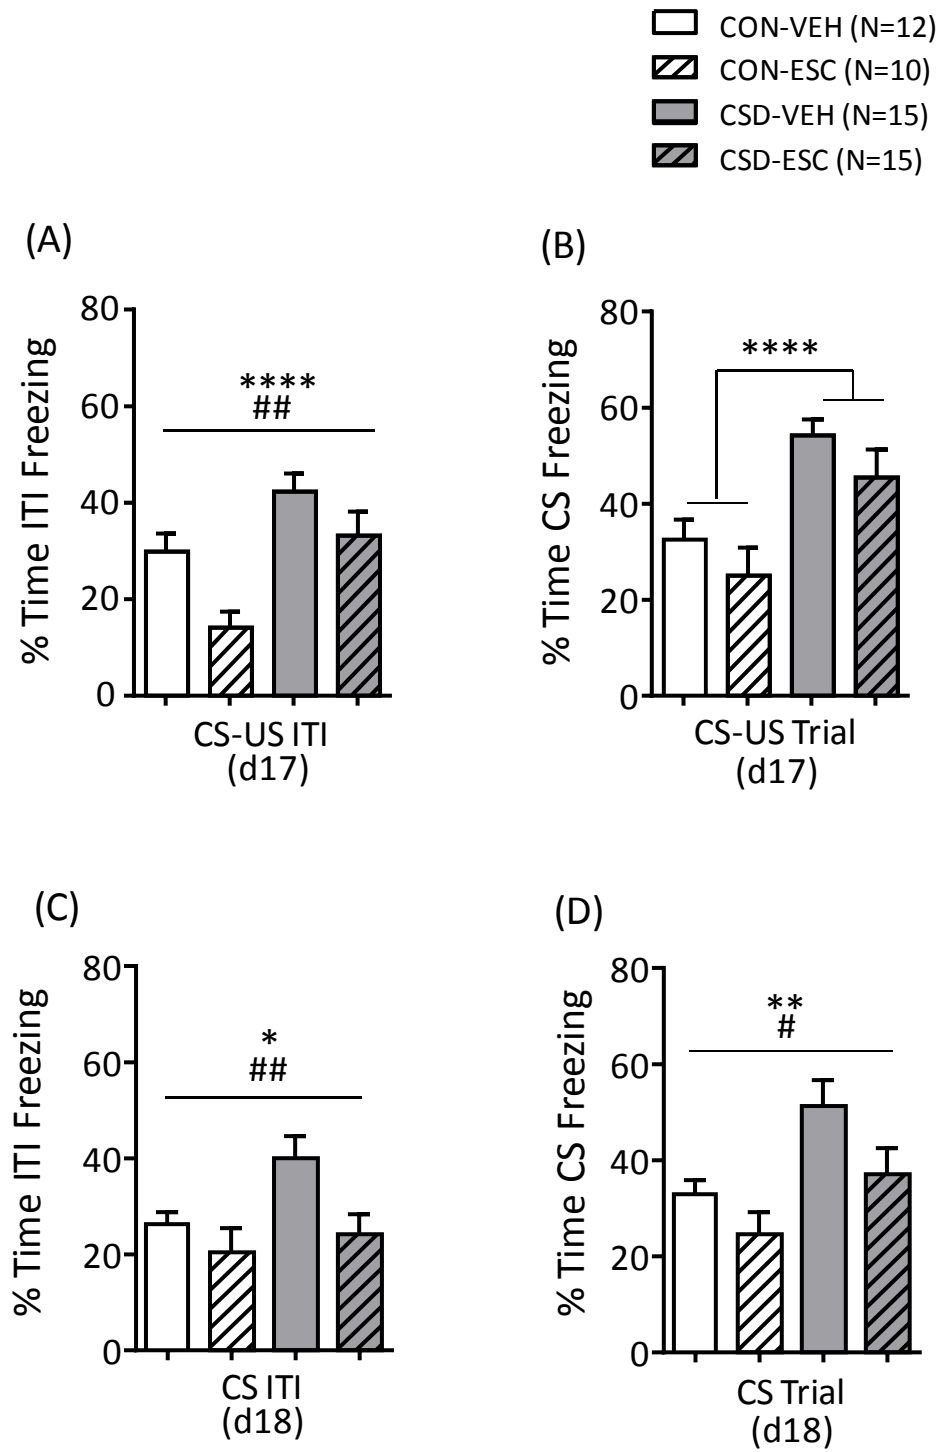 CON-VEH (N=12)
CON-ESC (N=10)
CSD-VEH (N=15)
CSD-ESC (N=15)
(A)
% Time ITI Freezing
80
60
40
20
0
****
##
CS-US ITI
(d17)
(B)
% Time CS Freezing
80
60
40
20
0
****
CS-US Trial
(d17)
(C)
% Time ITI Freezing
80
60
40
20
0
*
##
CS ITI
(d18)
(D)
% Time CS Freezing
80
60
40
20
0
**
#
CS Trial
(d18)